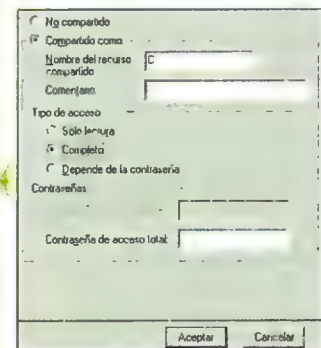 No compartido
Compartido como
Nombre del recurso
compartido
C
Comentario
Tipo de acceso
Sólo lectura
Completo
Depende de la contraseña
Contraseñas
Contraseña de acceso total:
Aceptar
Cancelar